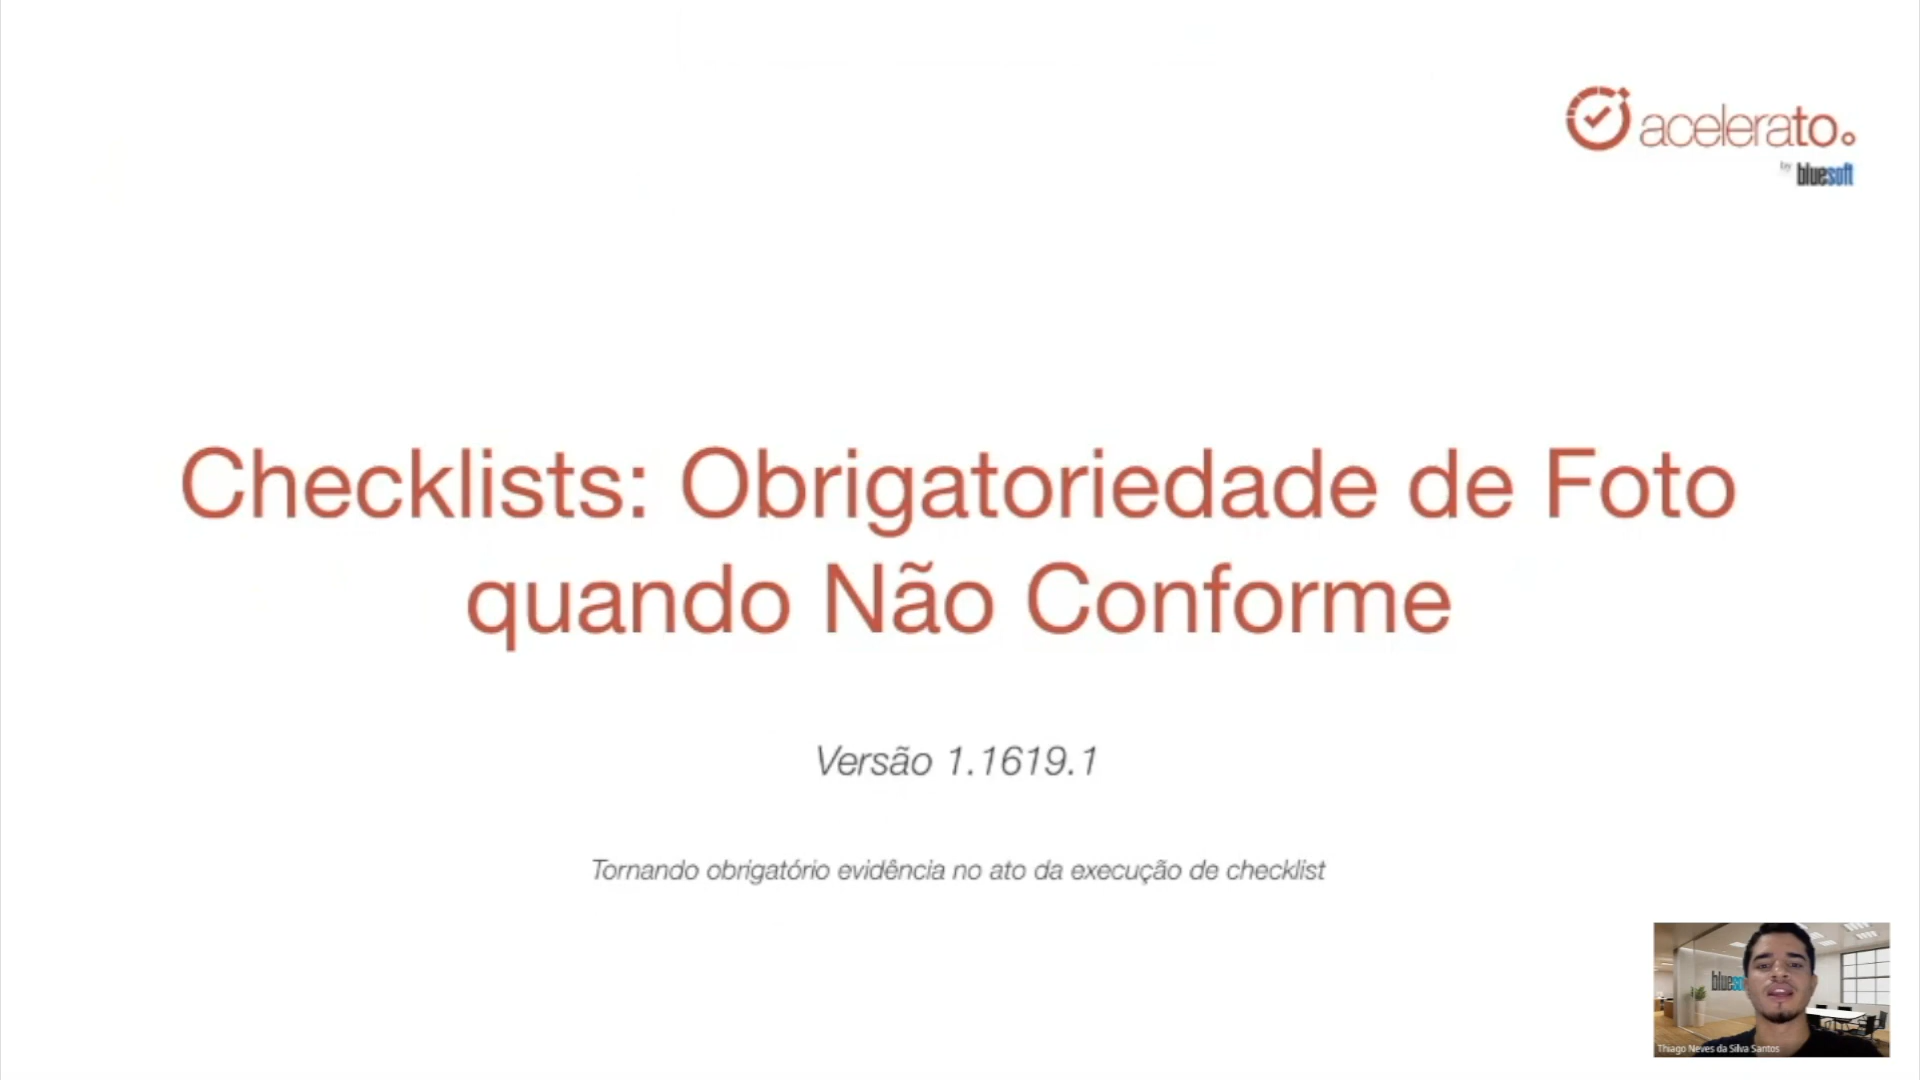 acelerato.
by bluesoft
Checklists: Obrigatoriedade de Foto
quando Não Conforme
Versão 1.1619.1
Tornando obrigatório evidência no ato da execução de checklist
blueso
Thiago Neves da Silva Santos